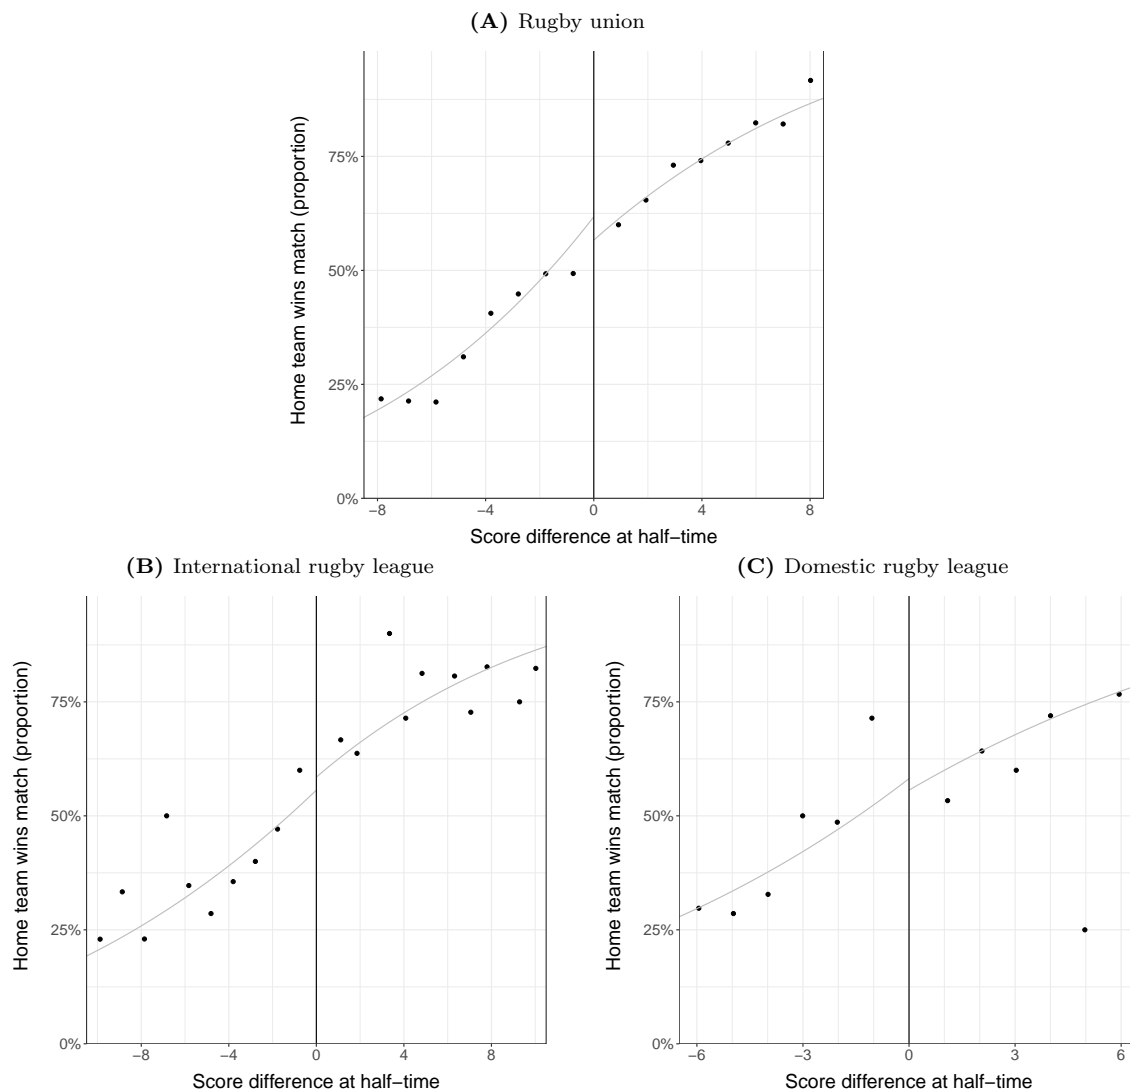 (A) Rugby union
Home team wins match (proportion)
75%
50%
25%
0%
−8 −4 0 4 8
Score difference at half−time
(B) International rugby league
Home team wins match (proportion)
75%
50%
25%
0%
−8 −4 0 4 8
Score difference at half−time
(C) Domestic rugby league
Home team wins match (proportion)
75%
50%
25%
0%
−6 −3 0 3 6
Score difference at half−time